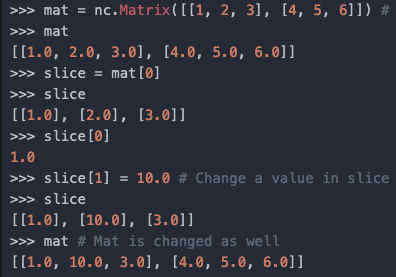 >>> mat = nc.Matrix([[1, 2, 3], [4, 5, 6]]) #
>>> mat
[[1.0, 2.0, 3.0], [4.0, 5.0, 6.0]]
>>> slice = mat[0]
>>> slice
[[1.0], [2.0], [3.0]]
>>> slice[0]
1.0
>>> slice[1] = 10.0 # Change a value in slice
>>> slice
[[1.0], [10.0], [3.0]]
>>> mat # Mat is changed as well
[[1.0, 10.0, 3.0], [4.0, 5.0, 6.0]]